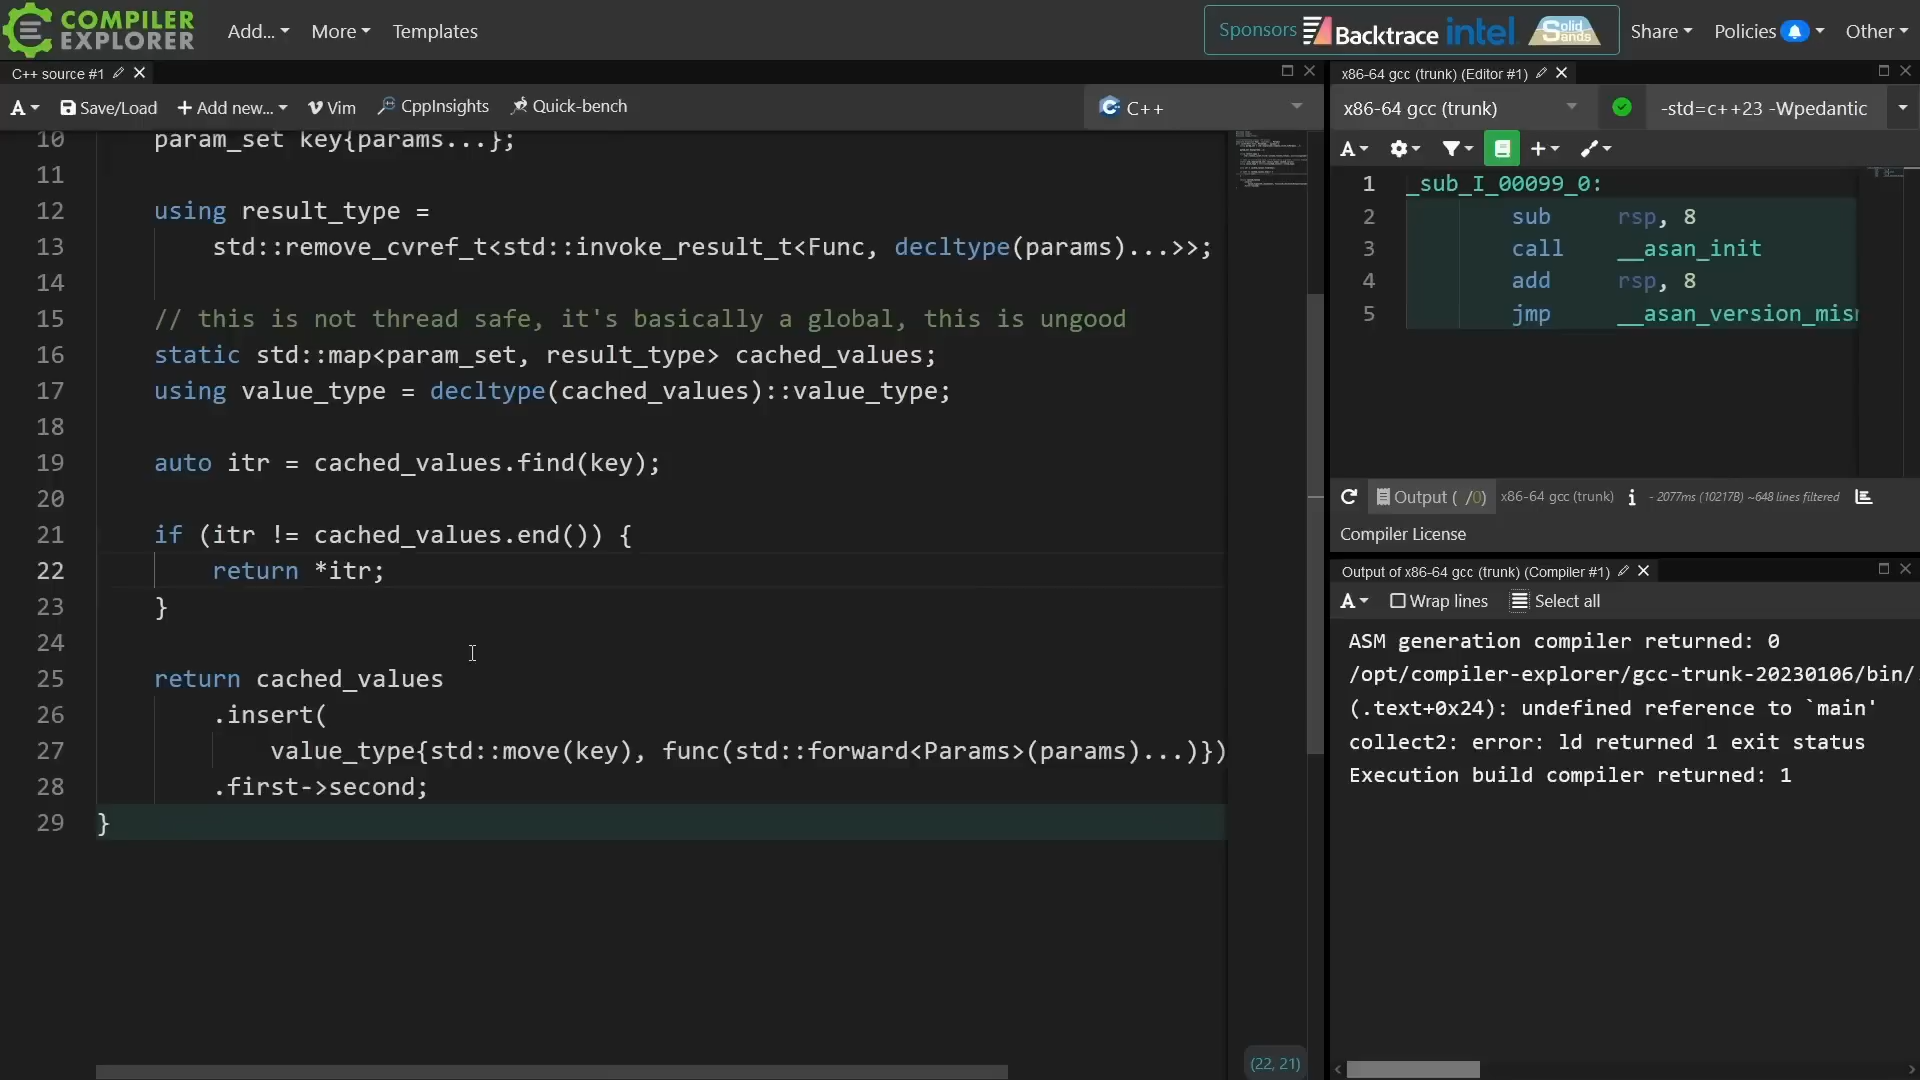 COMPILER
EXPLORER
Add...
More
Templates
Sponsors
Backtrace
intel
Solid Sands
Share
Policies
Other
C++ source #1
A
Save/Load
+ Add new...
Vim
CppInsights
Quick-bench
C++
10 param_set key{params...};
11
12 using result_type =
13 std::remove_cvref_t<std::invoke_result_t<Func, decltype(params)...>>;
14
15 // this is not thread safe, it's basically a global, this is ungood
16 static std::map<param_set, result_type> cached_values;
17 using value_type = decltype(cached_values)::value_type;
18
19 auto itr = cached_values.find(key);
20
21 if (itr != cached_values.end()) {
22 return *itr;
23 }
24
25 return cached_values
26 .insert(
27 value_type{std::move(key), func(std::forward<Params>(params)...)})
28 .first->second;
29 }
(22, 21)
x86-64 gcc (trunk) (Editor #1)
x86-64 gcc (trunk)
-std=c++23 -Wpedantic
A
1 _sub_I_00099_0:
2 sub rsp, 8
3 call __asan_init
4 add rsp, 8
5 jmp __asan_version_mis
Output ( /0) x86-64 gcc (trunk) i - 2077ms (10217B) ~648 lines filtered
Compiler License
Output of x86-64 gcc (trunk) (Compiler #1)
A
Wrap lines
Select all
ASM generation compiler returned: 0
/opt/compiler-explorer/gcc-trunk-20230106/bin/
(.text+0x24): undefined reference to `main'
collect2: error: ld returned 1 exit status
Execution build compiler returned: 1